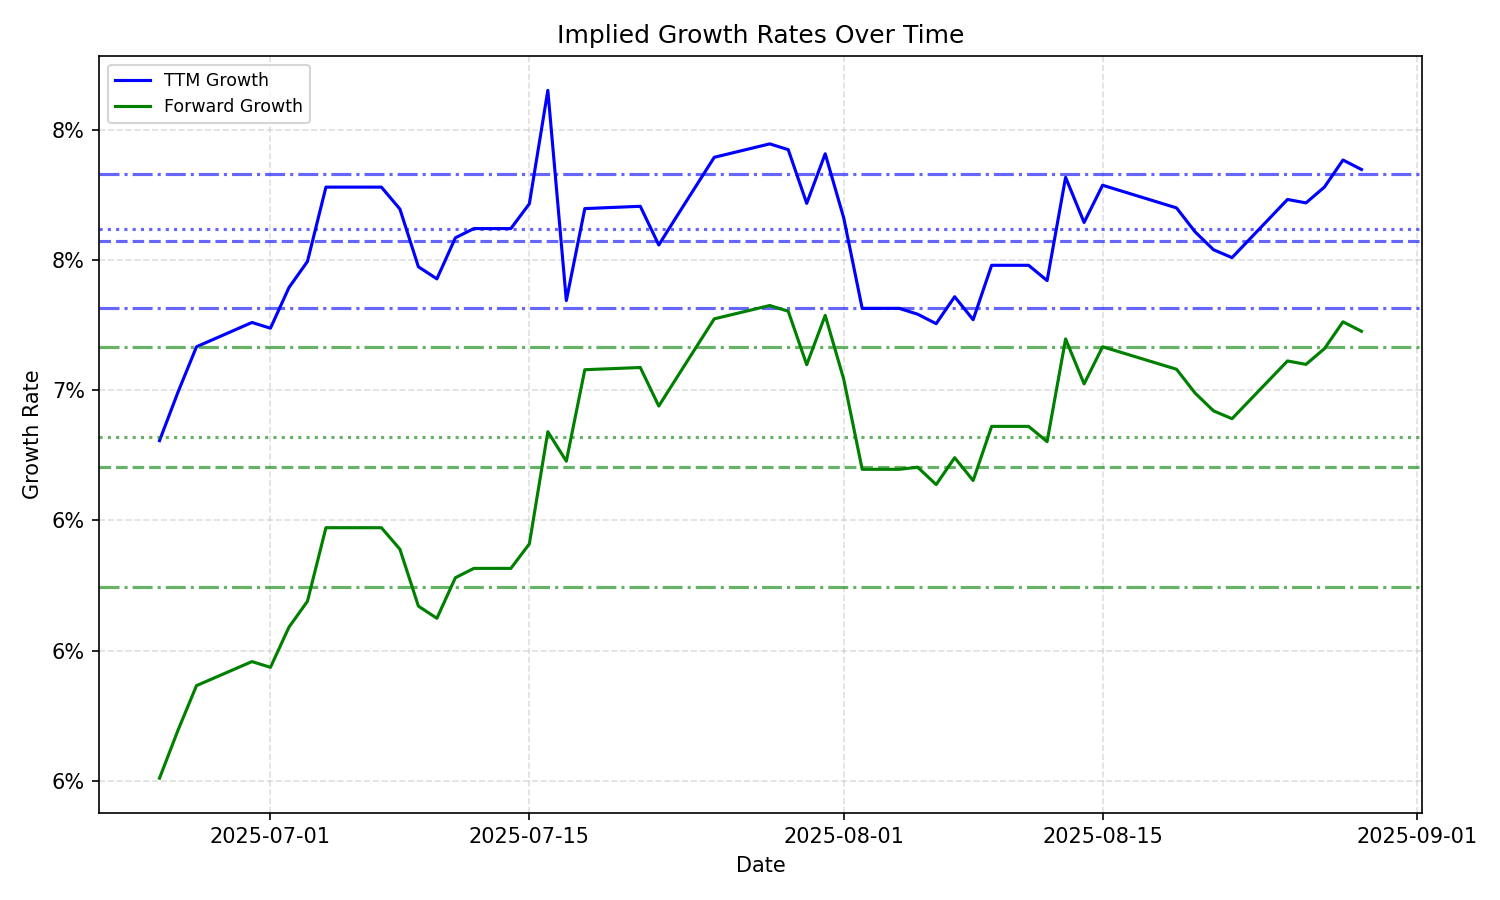 Implied Growth Rates Over Time
TTM Growth
Forward Growth
8%
8%
7%
6%
6%
6%
Growth Rate
2025-07-01
2025-07-15
2025-08-01
2025-08-15
2025-09-01
Date